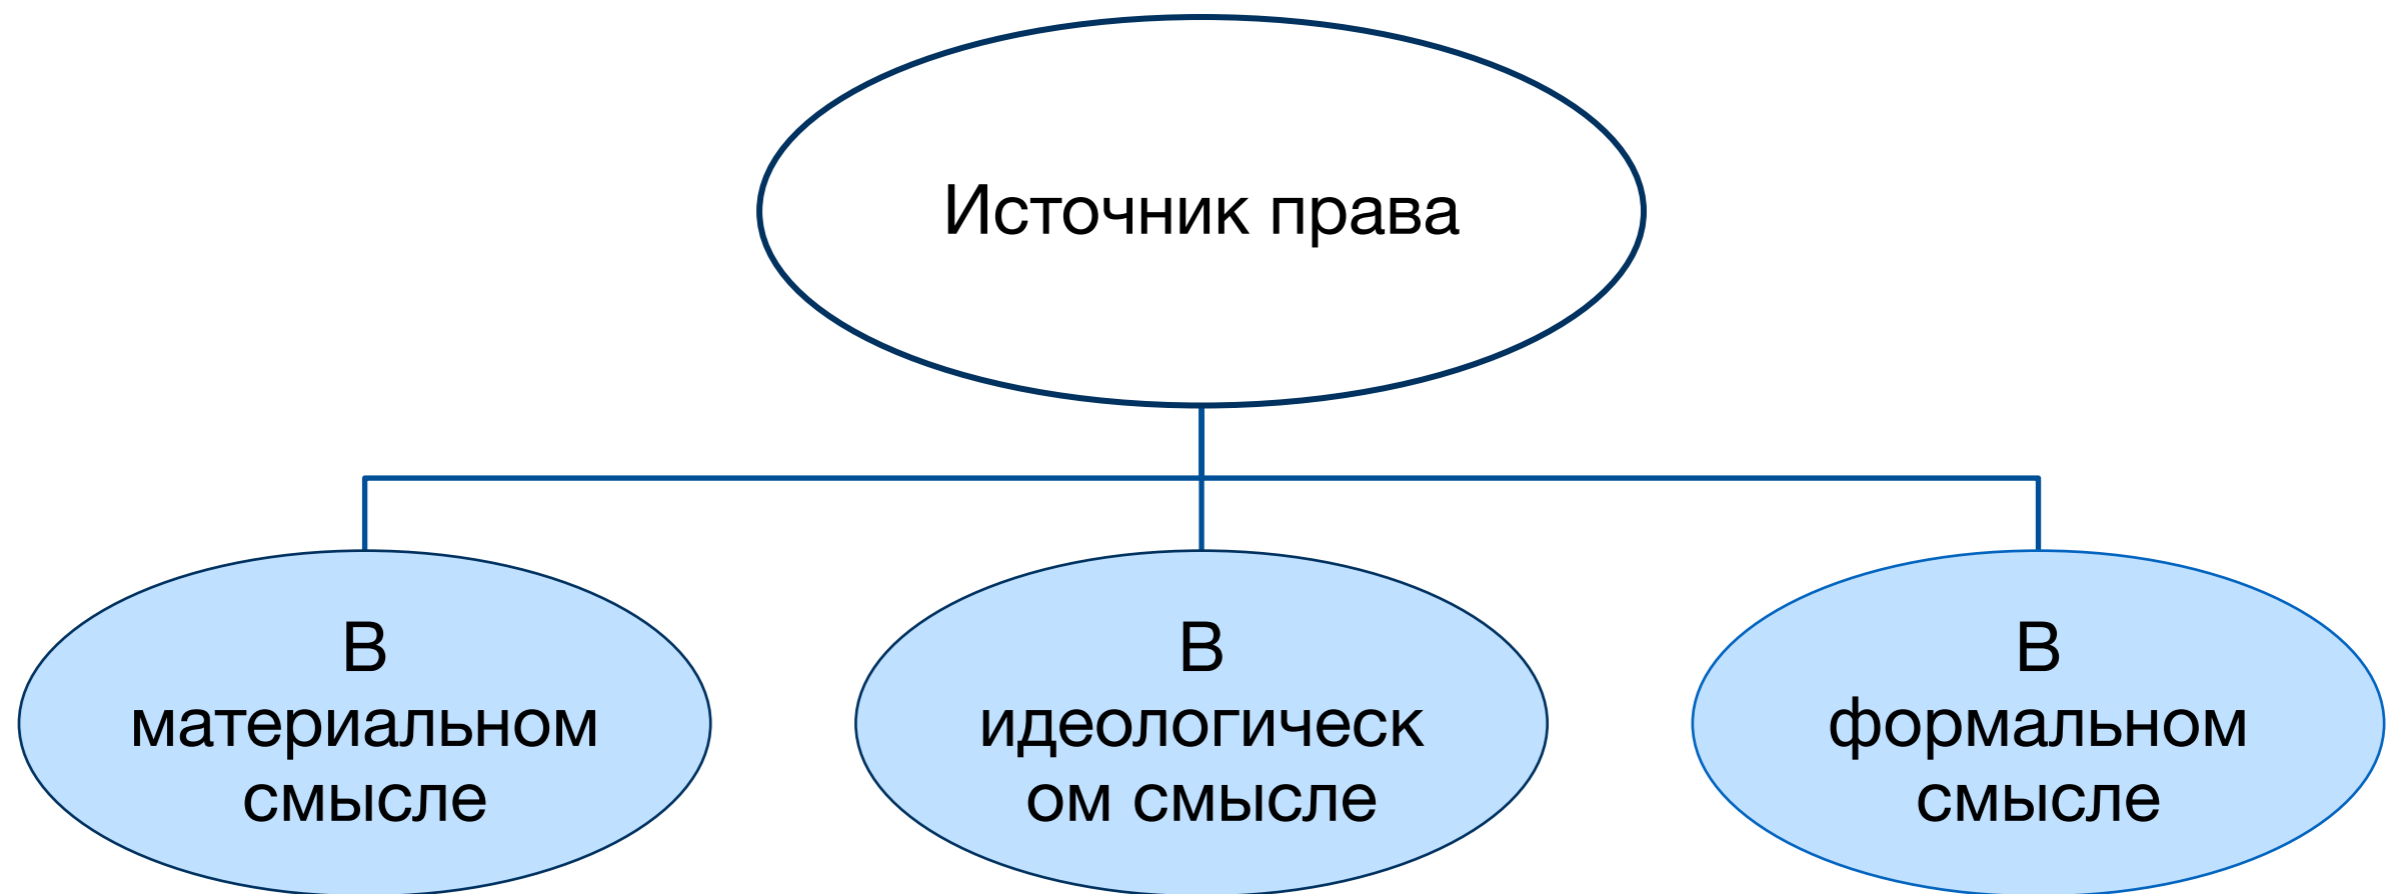 Источник права
В
материальном
смысле
В
идеологическ
ом смысле
В
формальном
смысле